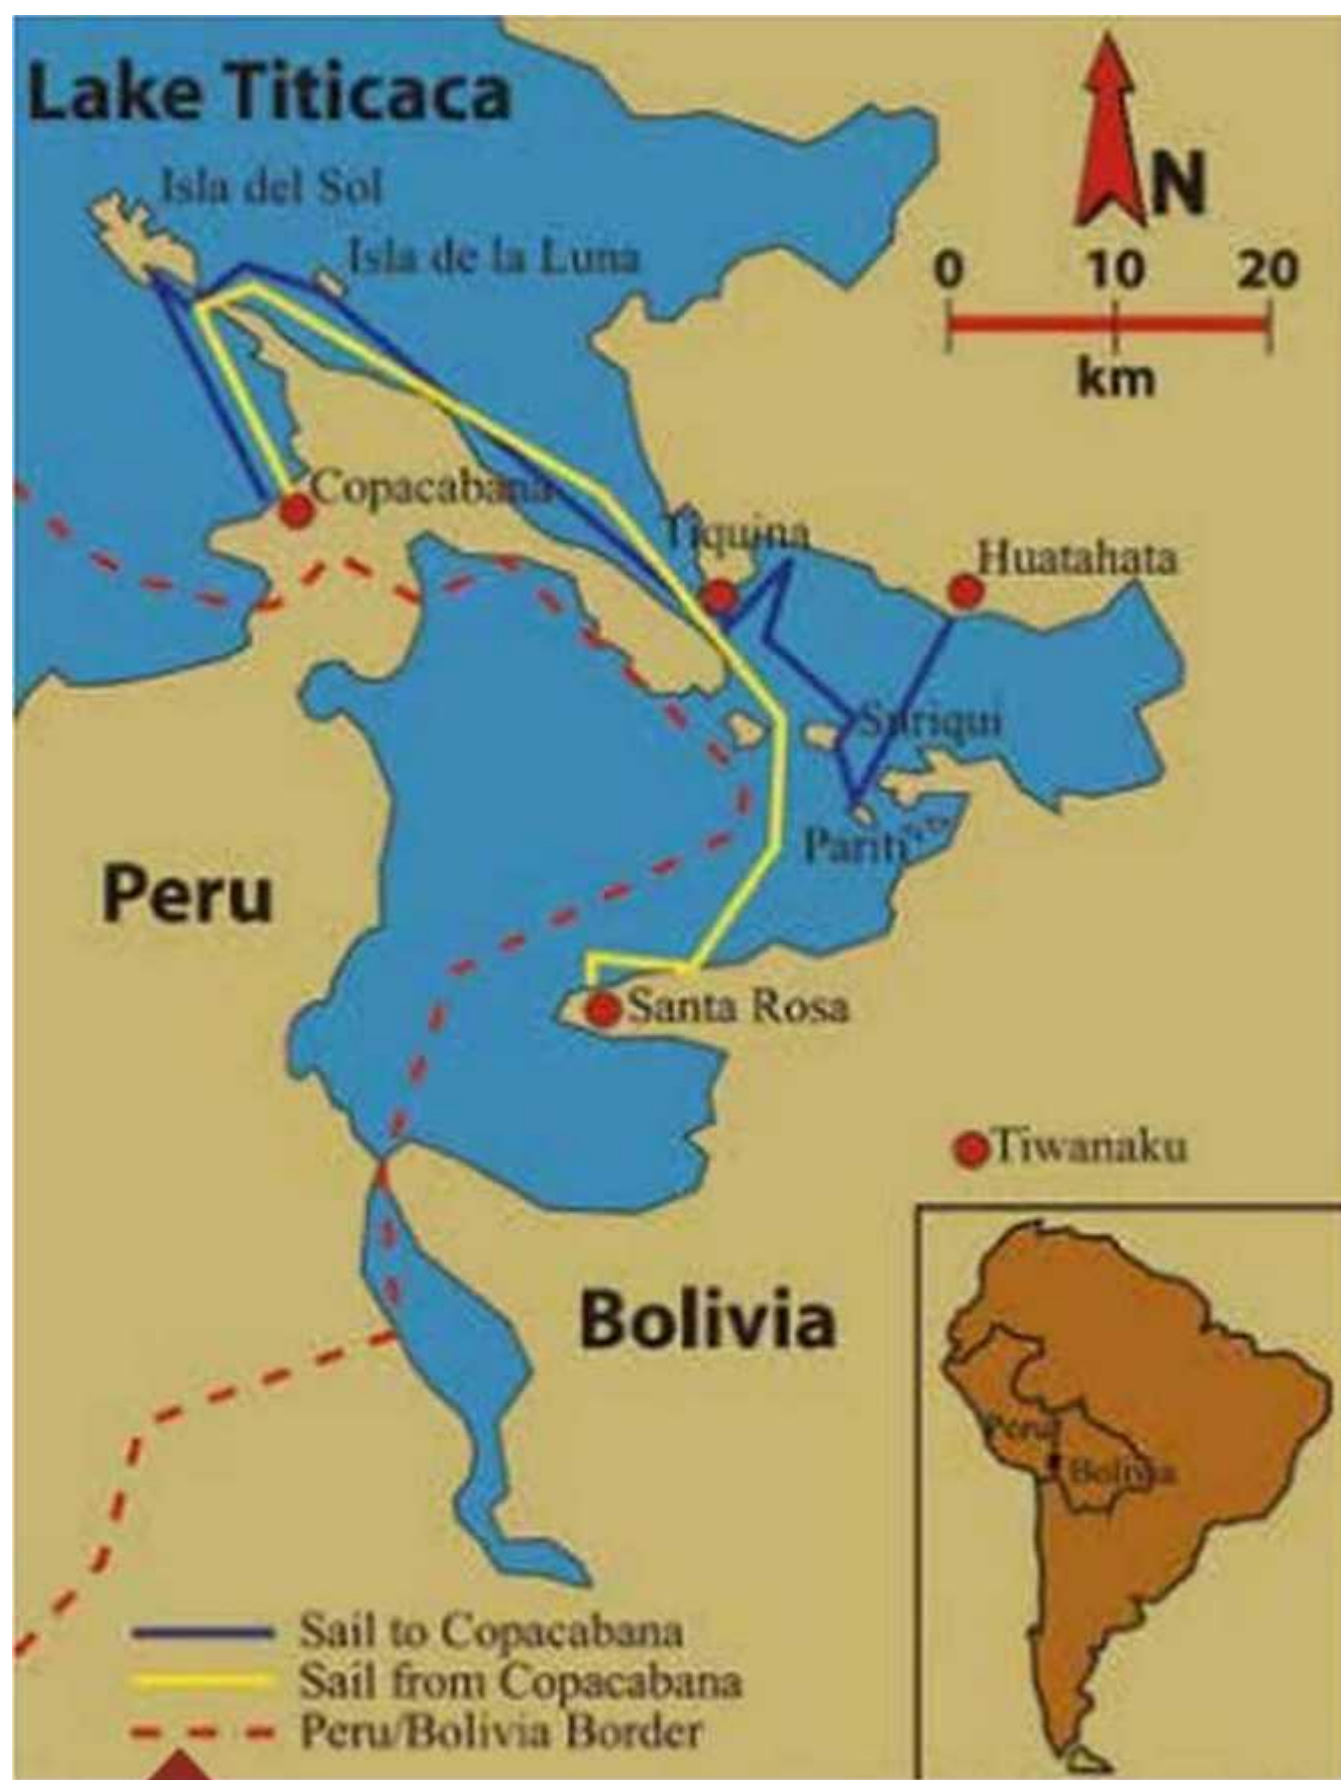 Lake Titicaca
Isla del Sol
Isla de la Luna
N
0 10 20
km
Copacabana
Tiquina
Huatahata
Suriqui
Pariti
Peru
Santa Rosa
Tiwanaku
Bolivia
Peru
Bolivia
Sail to Copacabana
Sail from Copacabana
Peru/Bolivia Border